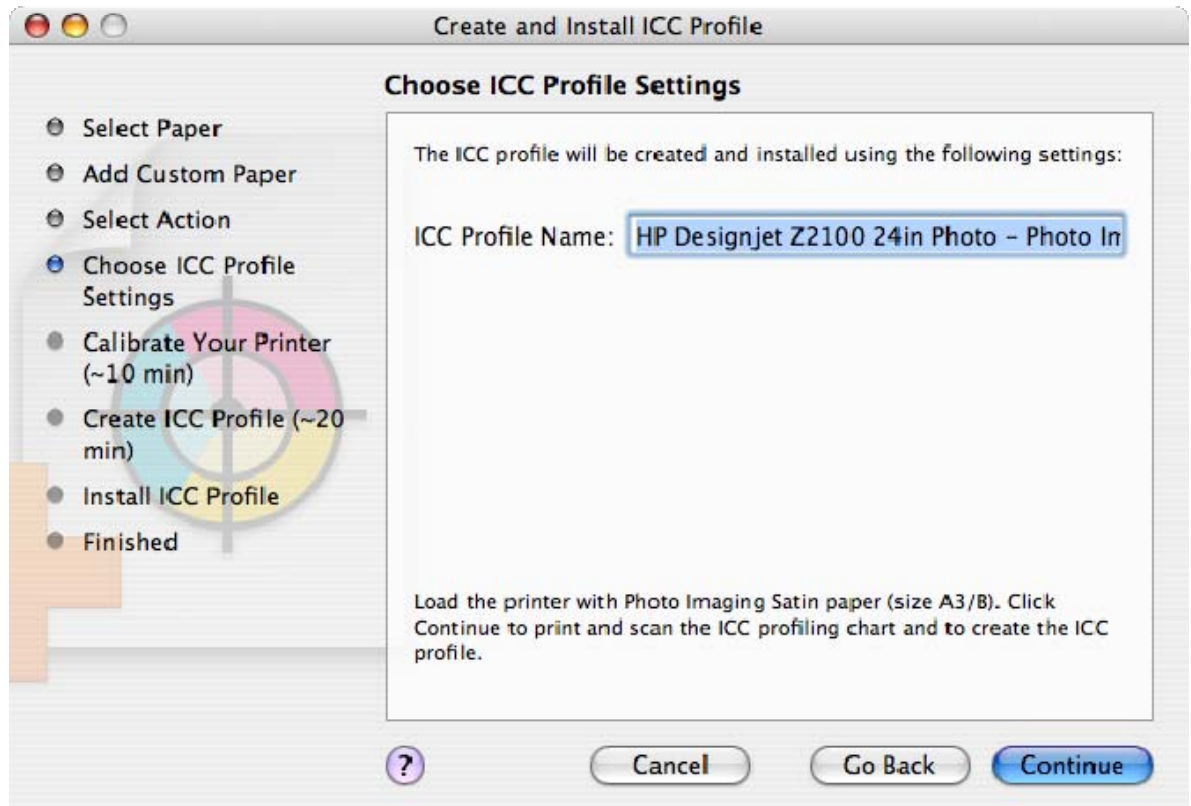 Create and Install ICC Profile
Choose ICC Profile Settings
Select Paper
Add Custom Paper
Select Action
Choose ICC Profile
Settings
Calibrate Your Printer
(~10 min)
Create ICC Profile (~20
min)
Install ICC Profile
Finished
The ICC profile will be created and installed using the following settings:
ICC Profile Name: HP Designjet Z2100 24in Photo – Photo Im
Load the printer with Photo Imaging Satin paper (size A3/B). Click
Continue to print and scan the ICC profiling chart and to create the ICC
profile.
? Cancel Go Back Continue